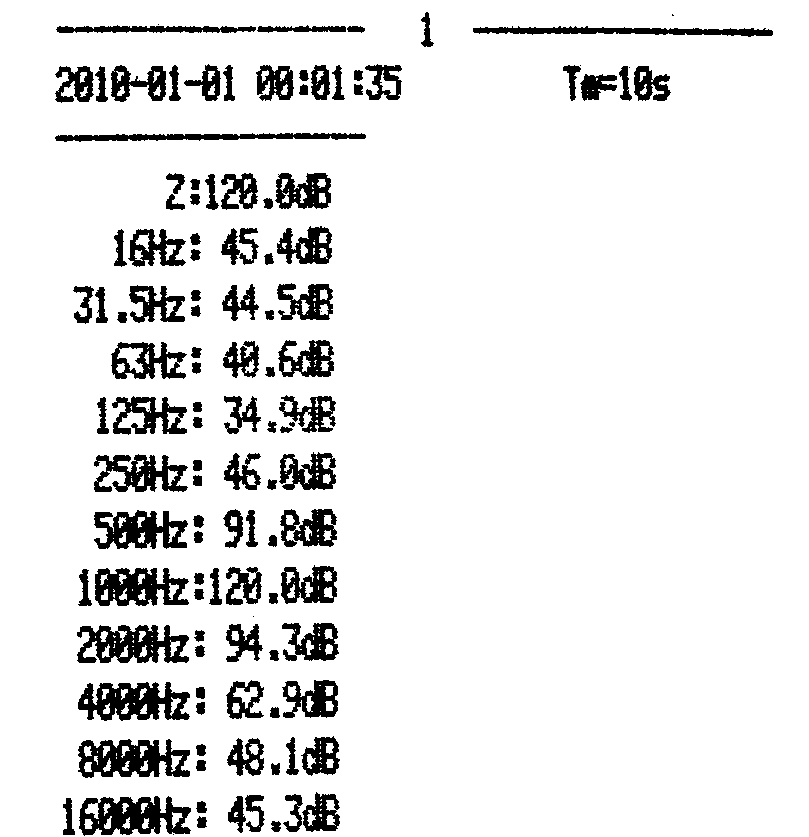 1
2010-01-01 00:01:35 Tm=10s
Z:120.0dB
16Hz: 45.4dB
31.5Hz: 44.5dB
63Hz: 40.6dB
125Hz: 34.9dB
250Hz: 46.0dB
500Hz: 91.8dB
1000Hz:120.0dB
2000Hz: 94.3dB
4000Hz: 62.9dB
8000Hz: 48.1dB
16000Hz: 45.3dB